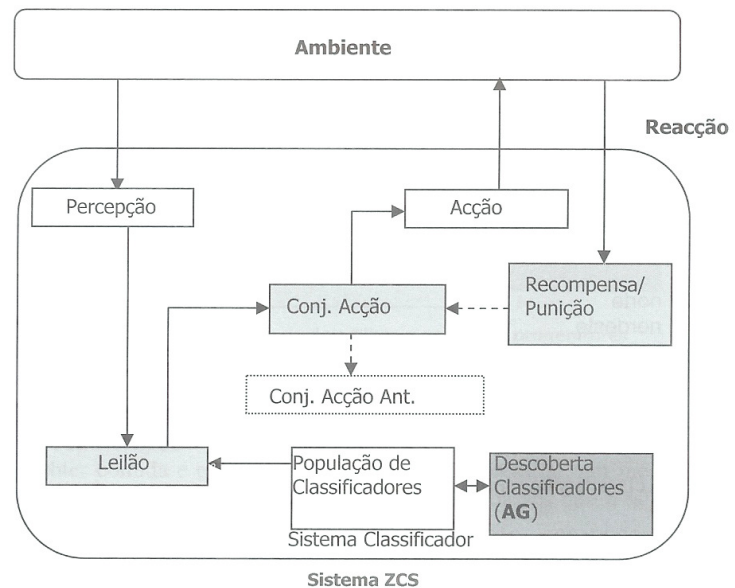 Ambiente
Reacção
Percepção
Acção
Recompensa/
Punição
Conj. Acção
Conj. Acção Ant.
Leilão
População de
Classificadores
Descoberta
Classificadores
(AG)
Sistema Classificador
Sistema ZCS